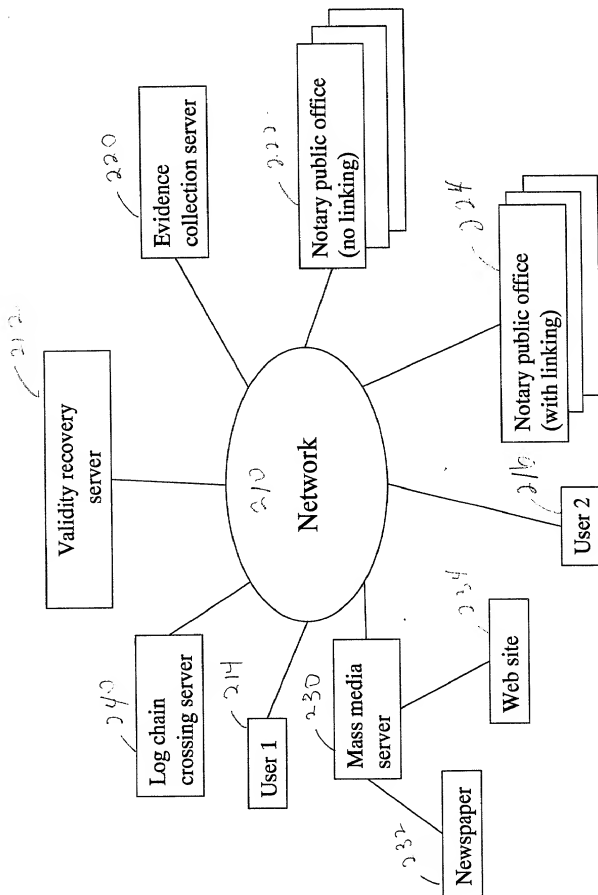 212
Validity recovery
server
240
Log chain
crossing server
220
Evidence
collection server
214
User 1
210
Network
222
Notary public office
(no linking)
230
Mass media
server
232
Newspaper
234
Web site
216
User 2
224
Notary public office
(with linking)